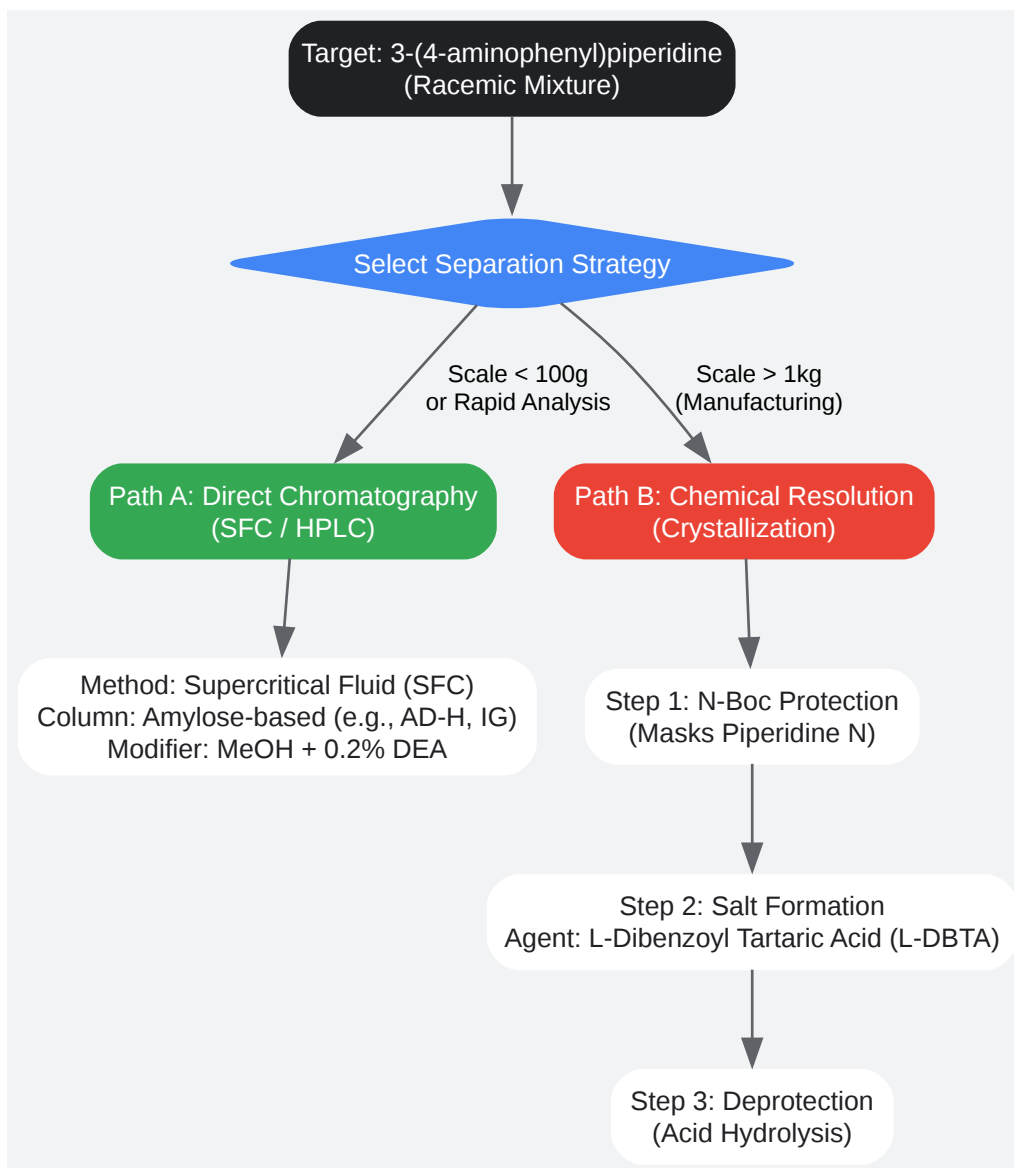 Target: 3-(4-aminophenyl)piperidine
(Racemic Mixture)
Select Separation Strategy
Scale < 100g
or Rapid Analysis
Scale > 1kg
(Manufacturing)
Path A: Direct Chromatography
(SFC / HPLC)
Path B: Chemical Resolution
(Crystallization)
Method: Supercritical Fluid (SFC)
Column: Amylose-based (e.g., AD-H, IG)
Modifier: MeOH + 0.2% DEA
Step 1: N-Boc Protection
(Masks Piperidine N)
Step 2: Salt Formation
Agent: L-Dibenzoyl Tartaric Acid (L-DBTA)
Step 3: Deprotection
(Acid Hydrolysis)